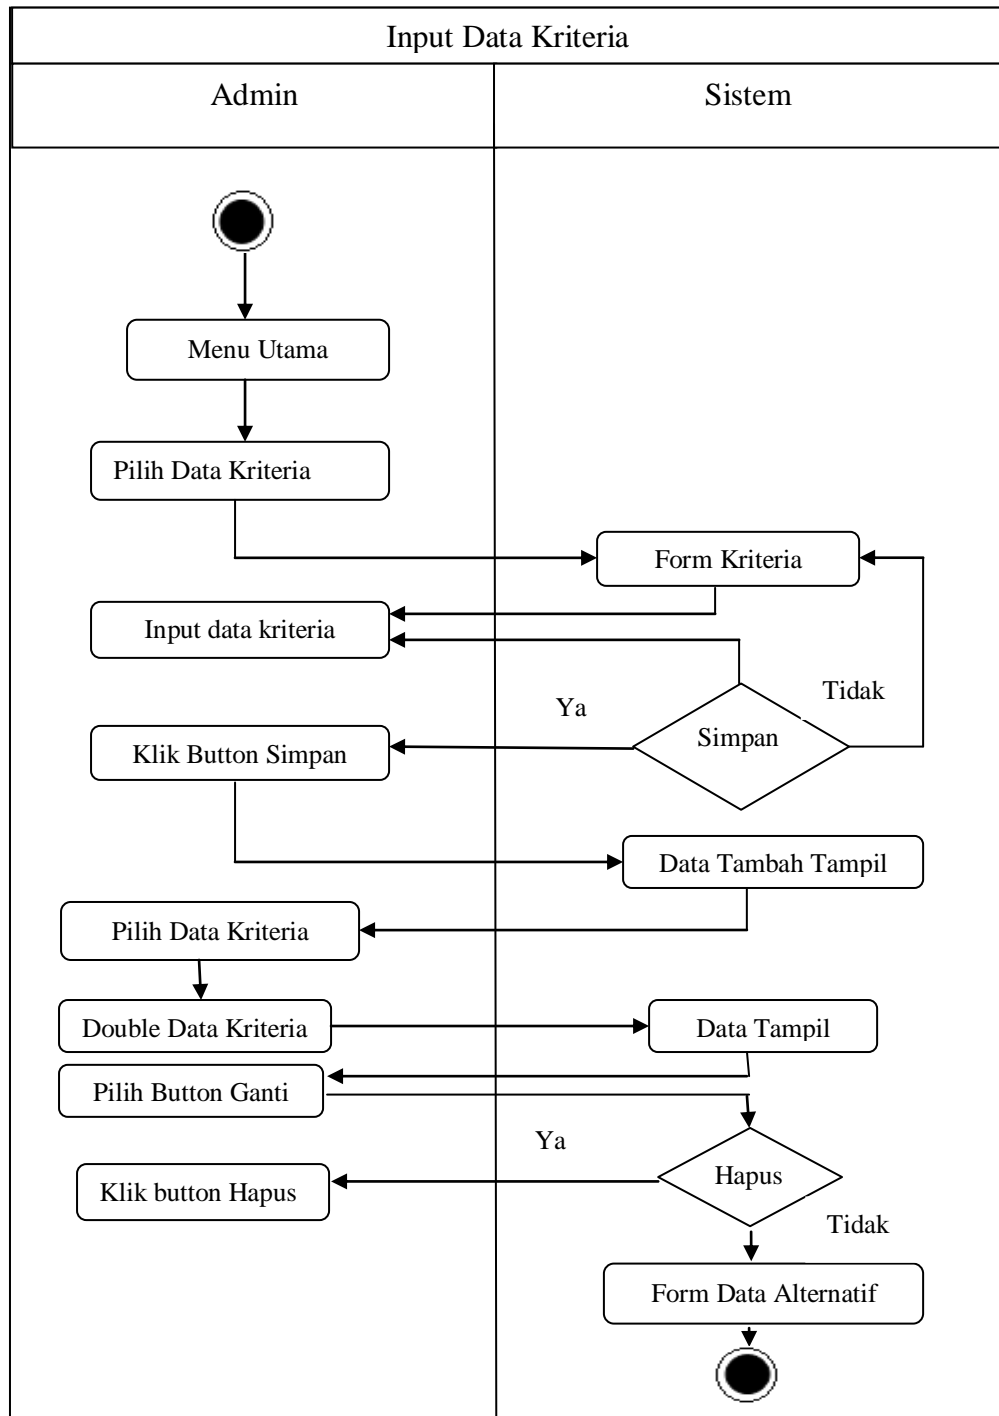 Input Data Kriteria
Admin
Sistem
Menu Utama
Pilih Data Kriteria
Form Kriteria
Input data kriteria
Tidak
Ya
Simpan
Klik Button Simpan
Data Tambah Tampil
Pilih Data Kriteria
Double Data Kriteria
Data Tampil
Pilih Button Ganti
Ya
Hapus
Klik button Hapus
Tidak
Form Data Alternatif